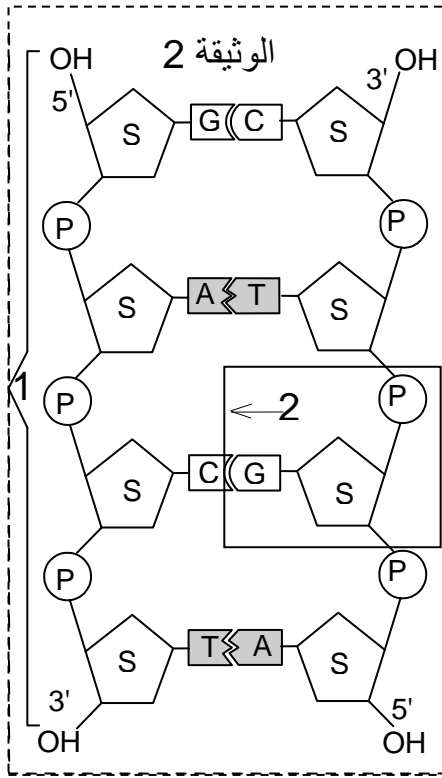 الوثيقة 2
OH OH
5' 3'
S G C S
P P
S A T S
1 2
P P
S C G S
P P
S T A S
3' 5'
OH OH